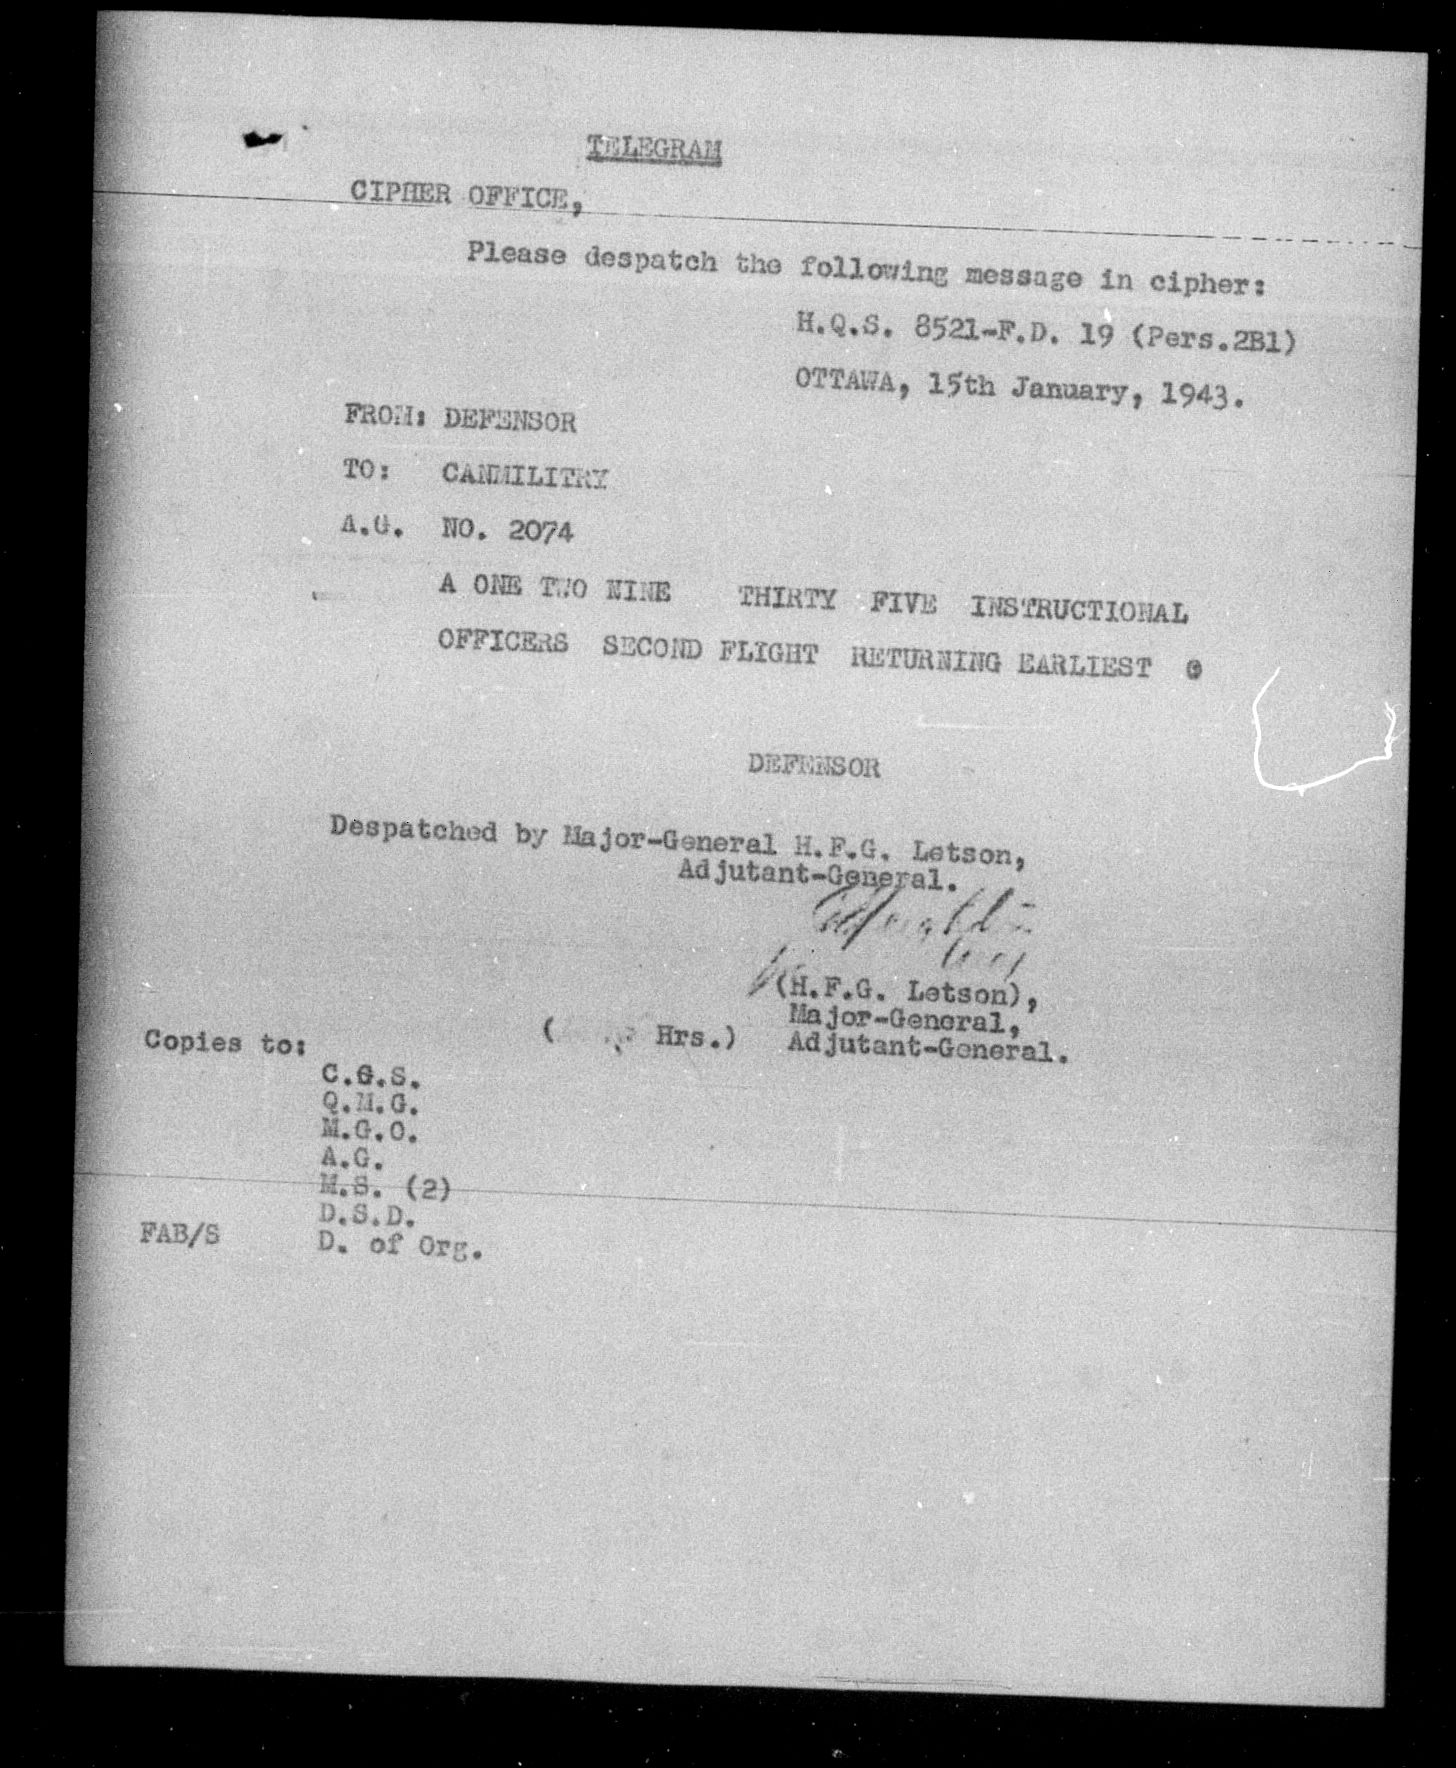 TELEGRAM
CIPHER OFFICE,
Please despatch the following message in cipher:
H.Q.S. 8521-F.D. 19 (Pers.2B1)
OTTAWA, 15th January, 1943.
FROM: DEFENSOR
TO: CANMILITRY
A.G. NO. 2074
A ONE TWO NINE THIRTY FIVE INSTRUCTIONAL
OFFICERS SECOND FLIGHT RETURNING EARLIEST @
DEFENSOR
Despatched by Major-General H.F.G. Letson,
Adjutant-General.
(H.F.G. Letson),
Major-General,
( Hrs.) Adjutant-General.
Copies to:
C.G.S.
Q.M.G.
M.G.O.
A.G.
M.S. (2)
D.S.D.
FAB/S D. of Org.